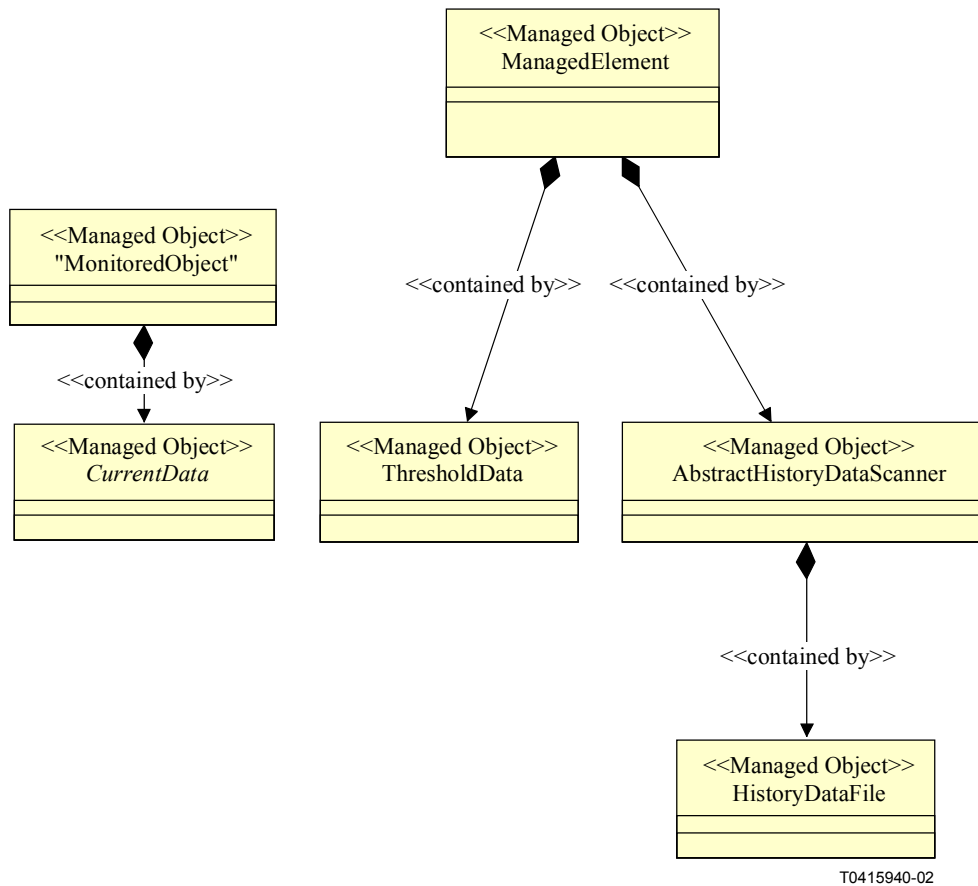 <<Managed Object>>
ManagedElement
<<Managed Object>>
"MonitoredObject"
<<contained by>>
<<contained by>>
<<contained by>>
<<Managed Object>>
CurrentData
<<Managed Object>>
ThresholdData
<<Managed Object>>
AbstractHistoryDataScanner
<<contained by>>
<<Managed Object>>
HistoryDataFile
T0415940-02